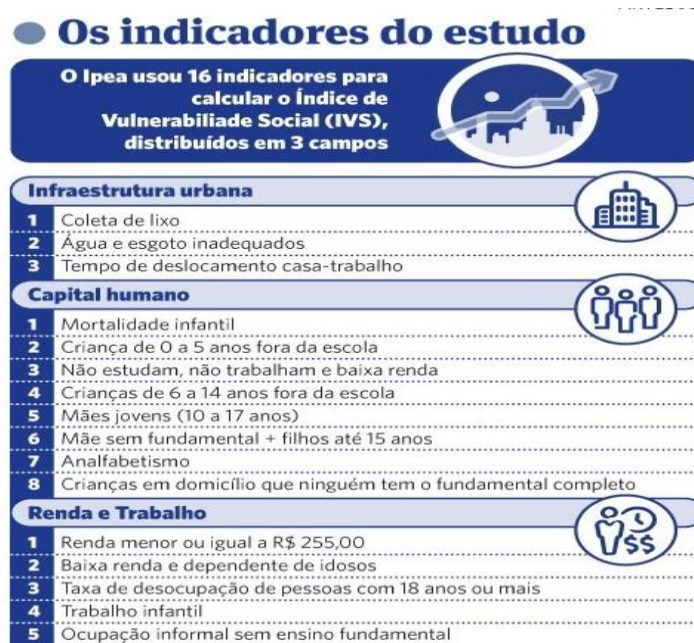 Os indicadores do estudo
O Ipea usou 16 indicadores para
calcular o Índice de
Vulnerabiliade Social (IVS),
distribuídos em 3 campos
Infraestrutura urbana
1 Coleta de lixo
2 Água e esgoto inadequados
3 Tempo de deslocamento casa-trabalho
Capital humano
1 Mortalidade infantil
2 Criança de 0 a 5 anos fora da escola
3 Não estudam, não trabalham e baixa renda
4 Crianças de 6 a 14 anos fora da escola
5 Mães jovens (10 a 17 anos)
6 Mãe sem fundamental + filhos até 15 anos
7 Analfabetismo
8 Crianças em domicílio que ninguém tem o fundamental completo
Renda e Trabalho
$$
1 Renda menor ou igual a R$ 255,00
2 Baixa renda e dependente de idosos
3 Taxa de desocupação de pessoas com 18 anos ou mais
4 Trabalho infantil
5 Ocupação informal sem ensino fundamental